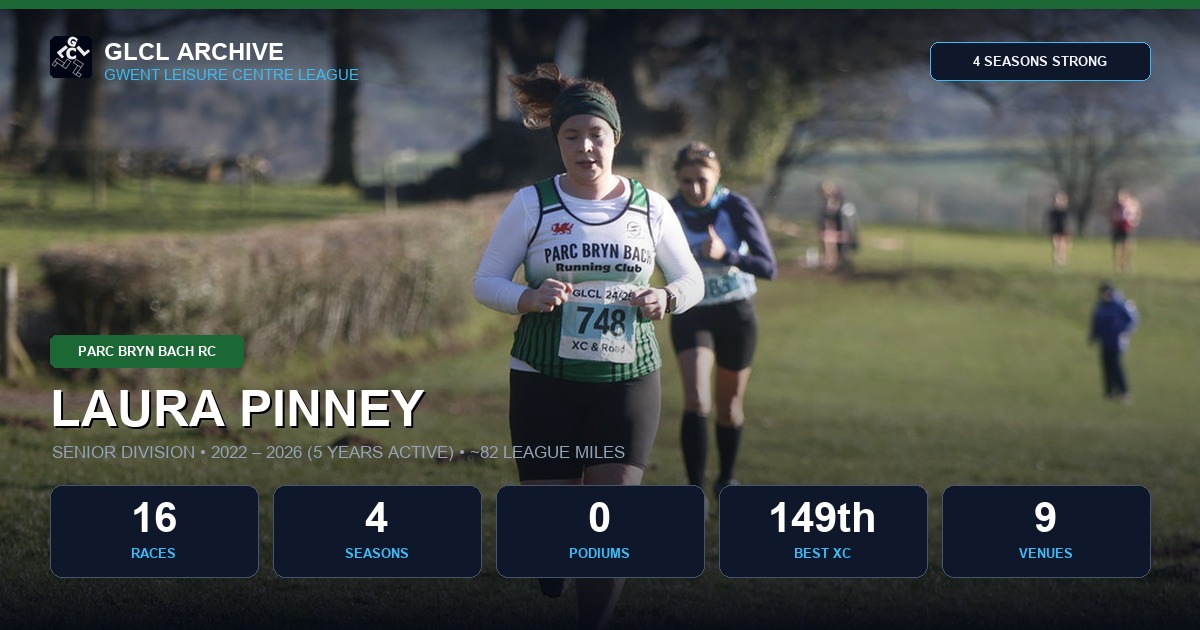 GLCL ARCHIVE
GWENT LEISURE CENTRE LEAGUE
4 SEASONS STRONG
PARC BRYN BACH
Running Club
GLCL 24/25
748
XC & Road
PARC BRYN BACH RC
LAURA PINNEY
SENIOR DIVISION • 2022 – 2026 (5 YEARS ACTIVE) • ~82 LEAGUE MILES
16
RACES
4
SEASONS
0
PODIUMS
149th
BEST XC
9
VENUES